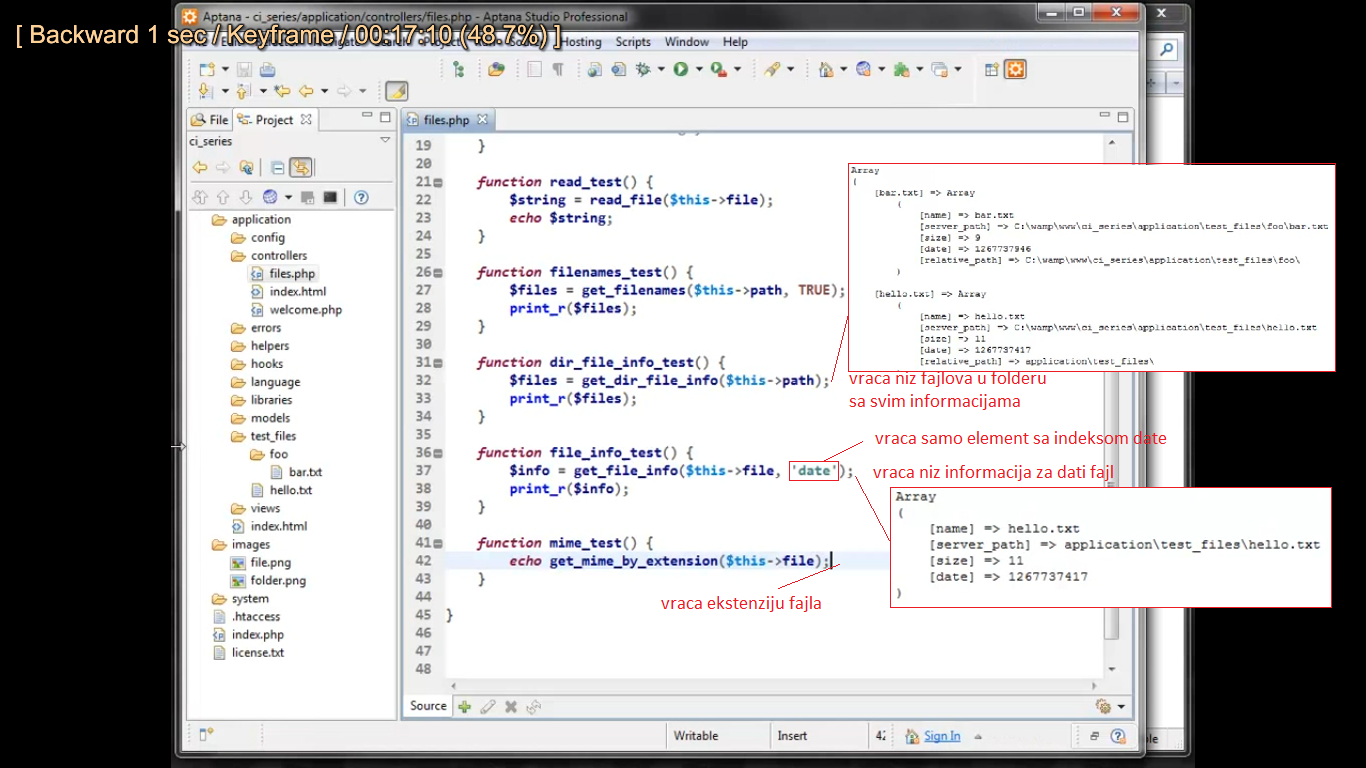 Aptana - ci_series/application/controllers/files.php - Aptana Studio Professional
[ Backward 1 sec / Keyframe / 00:17:10 (48.7%) ]
Hosting Scripts Window Help
File Project
files.php
ci_series
application
config
controllers
files.php
index.html
welcome.php
errors
helpers
hooks
language
libraries
models
test_files
foo
bar.txt
hello.txt
views
index.html
images
file.png
folder.png
system
.htaccess
index.php
license.txt
19 }
20
21 function read_test() {
22 $string = read_file($this->file);
23 echo $string;
24 }
25
26 function filenames_test() {
27 $files = get_filenames($this->path, TRUE);
28 print_r($files);
29 }
30
31 function dir_file_info_test() {
32 $files = get_dir_file_info($this->path);
33 print_r($files);
34 }
35
36 function file_info_test() {
37 $info = get_file_info($this->file, 'date');
38 print_r($info);
39 }
40
41 function mime_test() {
42 echo get_mime_by_extension($this->file);
43 }
44
45 }
46
47
48
Array
(
[bar.txt] => Array
(
[name] => bar.txt
[server_path] => C:\wamp\www\ci_series\application\test_files\foo\bar.txt
[size] => 9
[date] => 1267737946
[relative_path] => C:\wamp\www\ci_series\application\test_files\foo\
)
[hello.txt] => Array
(
[name] => hello.txt
[server_path] => C:\wamp\www\ci_series\application\test_files\hello.txt
[size] => 11
[date] => 1267737417
[relative_path] => application\test_files\
vraca niz fajlova u folderu
sa svim informacijama
vraca samo element sa indeksom date
vraca niz informacija za dati fajl
Array
(
[name] => hello.txt
[server_path] => application\test_files\hello.txt
[size] => 11
[date] => 1267737417
)
vraca ekstenziju fajla
Source
Writable Insert 42 Sign In